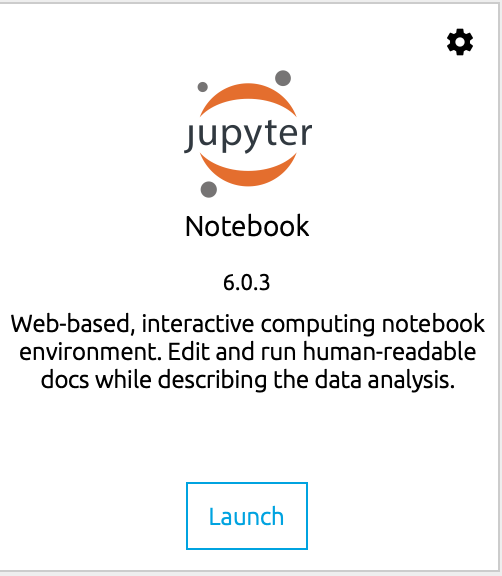 jupyter
Notebook
6.0.3
Web-based, interactive computing notebook
environment. Edit and run human-readable
docs while describing the data analysis.
Launch